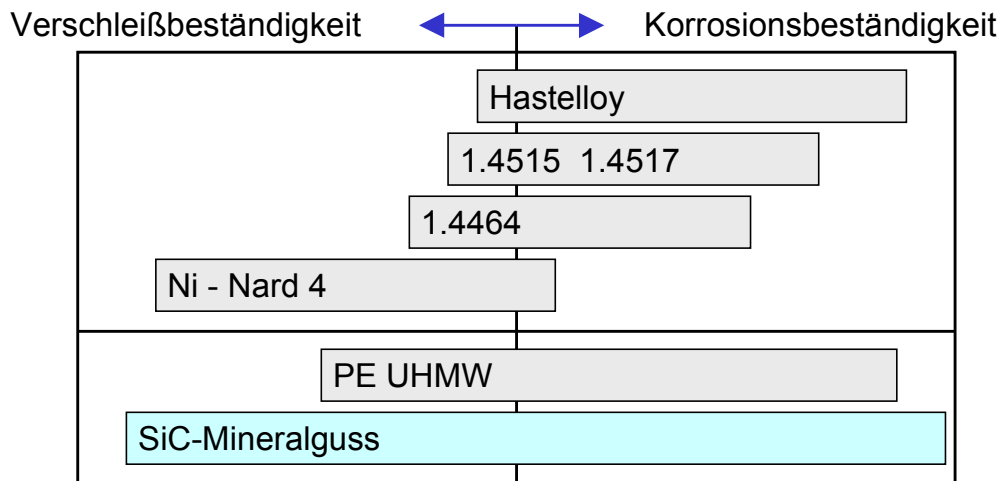 Verschleißbeständigkeit Korrosionsbeständigkeit
Hastelloy
1.4515 1.4517
1.4464
Ni - Nard 4
PE UHMW
SiC-Mineralguss